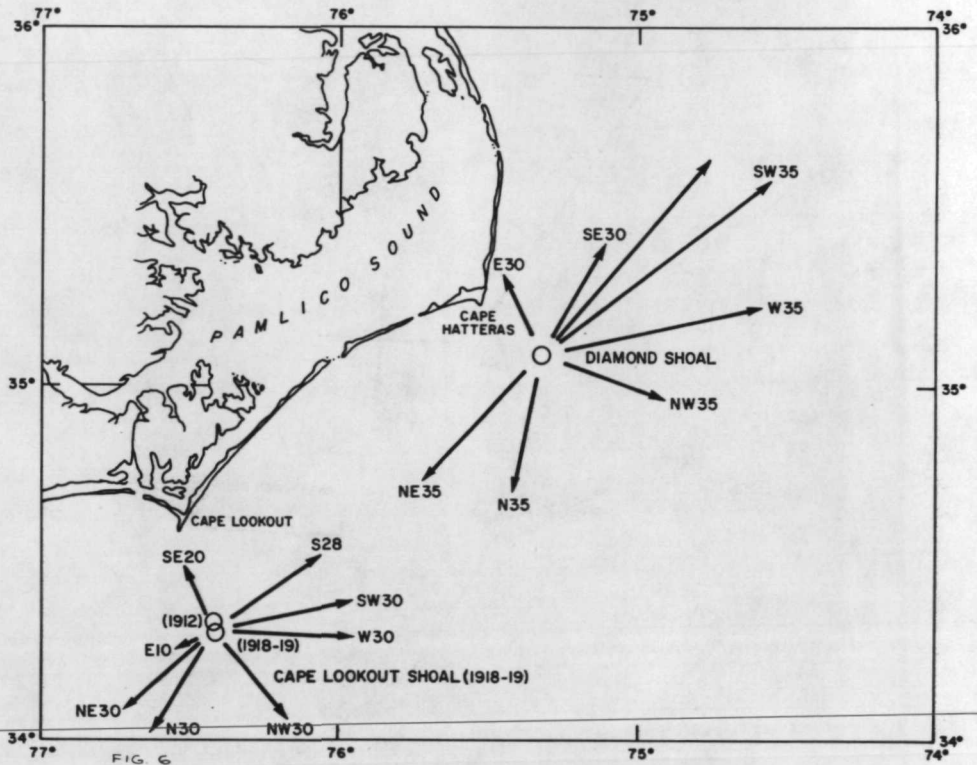 77°
76°
75°
74°
36°
36°
SW35
SE30
E30
PAMLICO SOUND
W35
CAPE
HATTERAS
DIAMOND SHOAL
35°
35°
NW35
NE35
N35
CAPE LOOKOUT
SE20
S28
SW30
(1912)
W30
E10
(1918-19)
CAPE LOOKOUT SHOAL (1918-19)
NE30
N30
NW30
34°
34°
77°
76°
75°
74°
FIG. 6